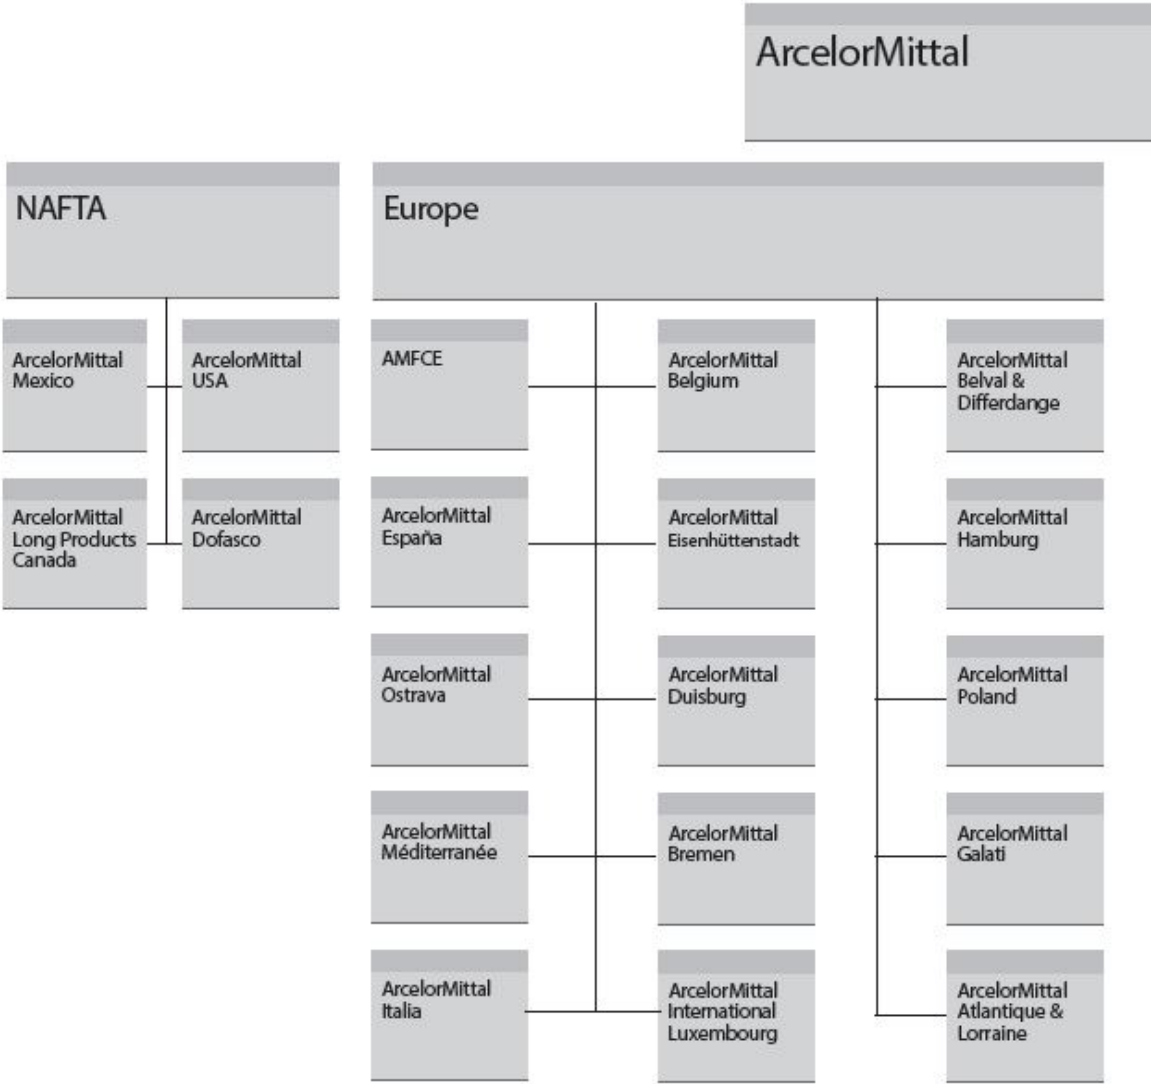 ArcelorMittal
NAFTA
Europe
ArcelorMittal
Mexico
ArcelorMittal
USA
AMFCE
ArcelorMittal
Belgium
ArcelorMittal
Belval &
Differdange
ArcelorMittal
Long Products
Canada
ArcelorMittal
Dofasco
ArcelorMittal
España
ArcelorMittal
Eisenhüttenstadt
ArcelorMittal
Hamburg
ArcelorMittal
Ostrava
ArcelorMittal
Duisburg
ArcelorMittal
Poland
ArcelorMittal
Méditerranée
ArcelorMittal
Bremen
ArcelorMittal
Galati
ArcelorMittal
Italia
ArcelorMittal
International
Luxembourg
ArcelorMittal
Atlantique &
Lorraine